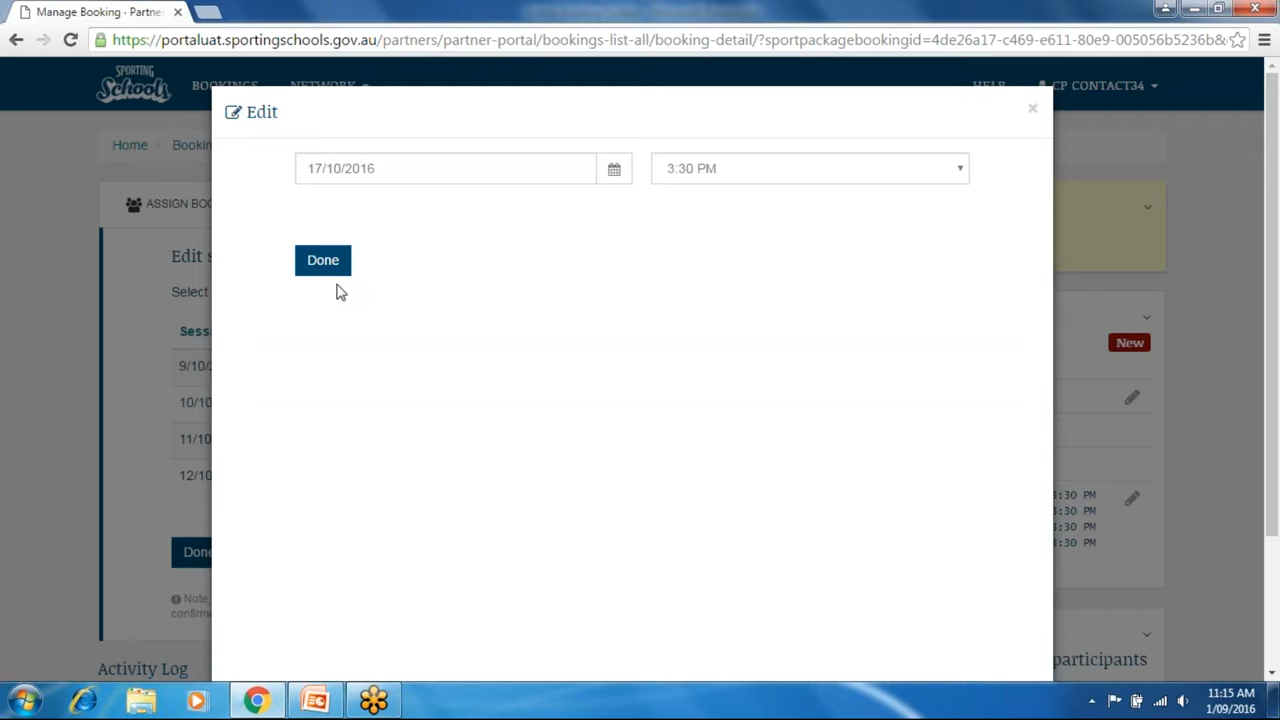 Manage Booking - Partne
https://portaluat.sportingschools.gov.au/partners/partner-portal/bookings-list-all/booking-detail/?sportpackagebookingid=4de26a17-c469-e611-80e9-005056b5236b&
SPORTING
Schools
BOOKINGS
NETWORK
HELP
CP CONTACT34
Edit
Home
Bookin
17/10/2016
3:30 PM
ASSIGN BOO
Edit s
Done
Select
Sess
New
9/10/2
10/10
11/10
12/10
3:30 PM
3:30 PM
3:30 PM
3:30 PM
Done
Note,
confirme
Activity Log
participants
11:15 AM
1/09/2016